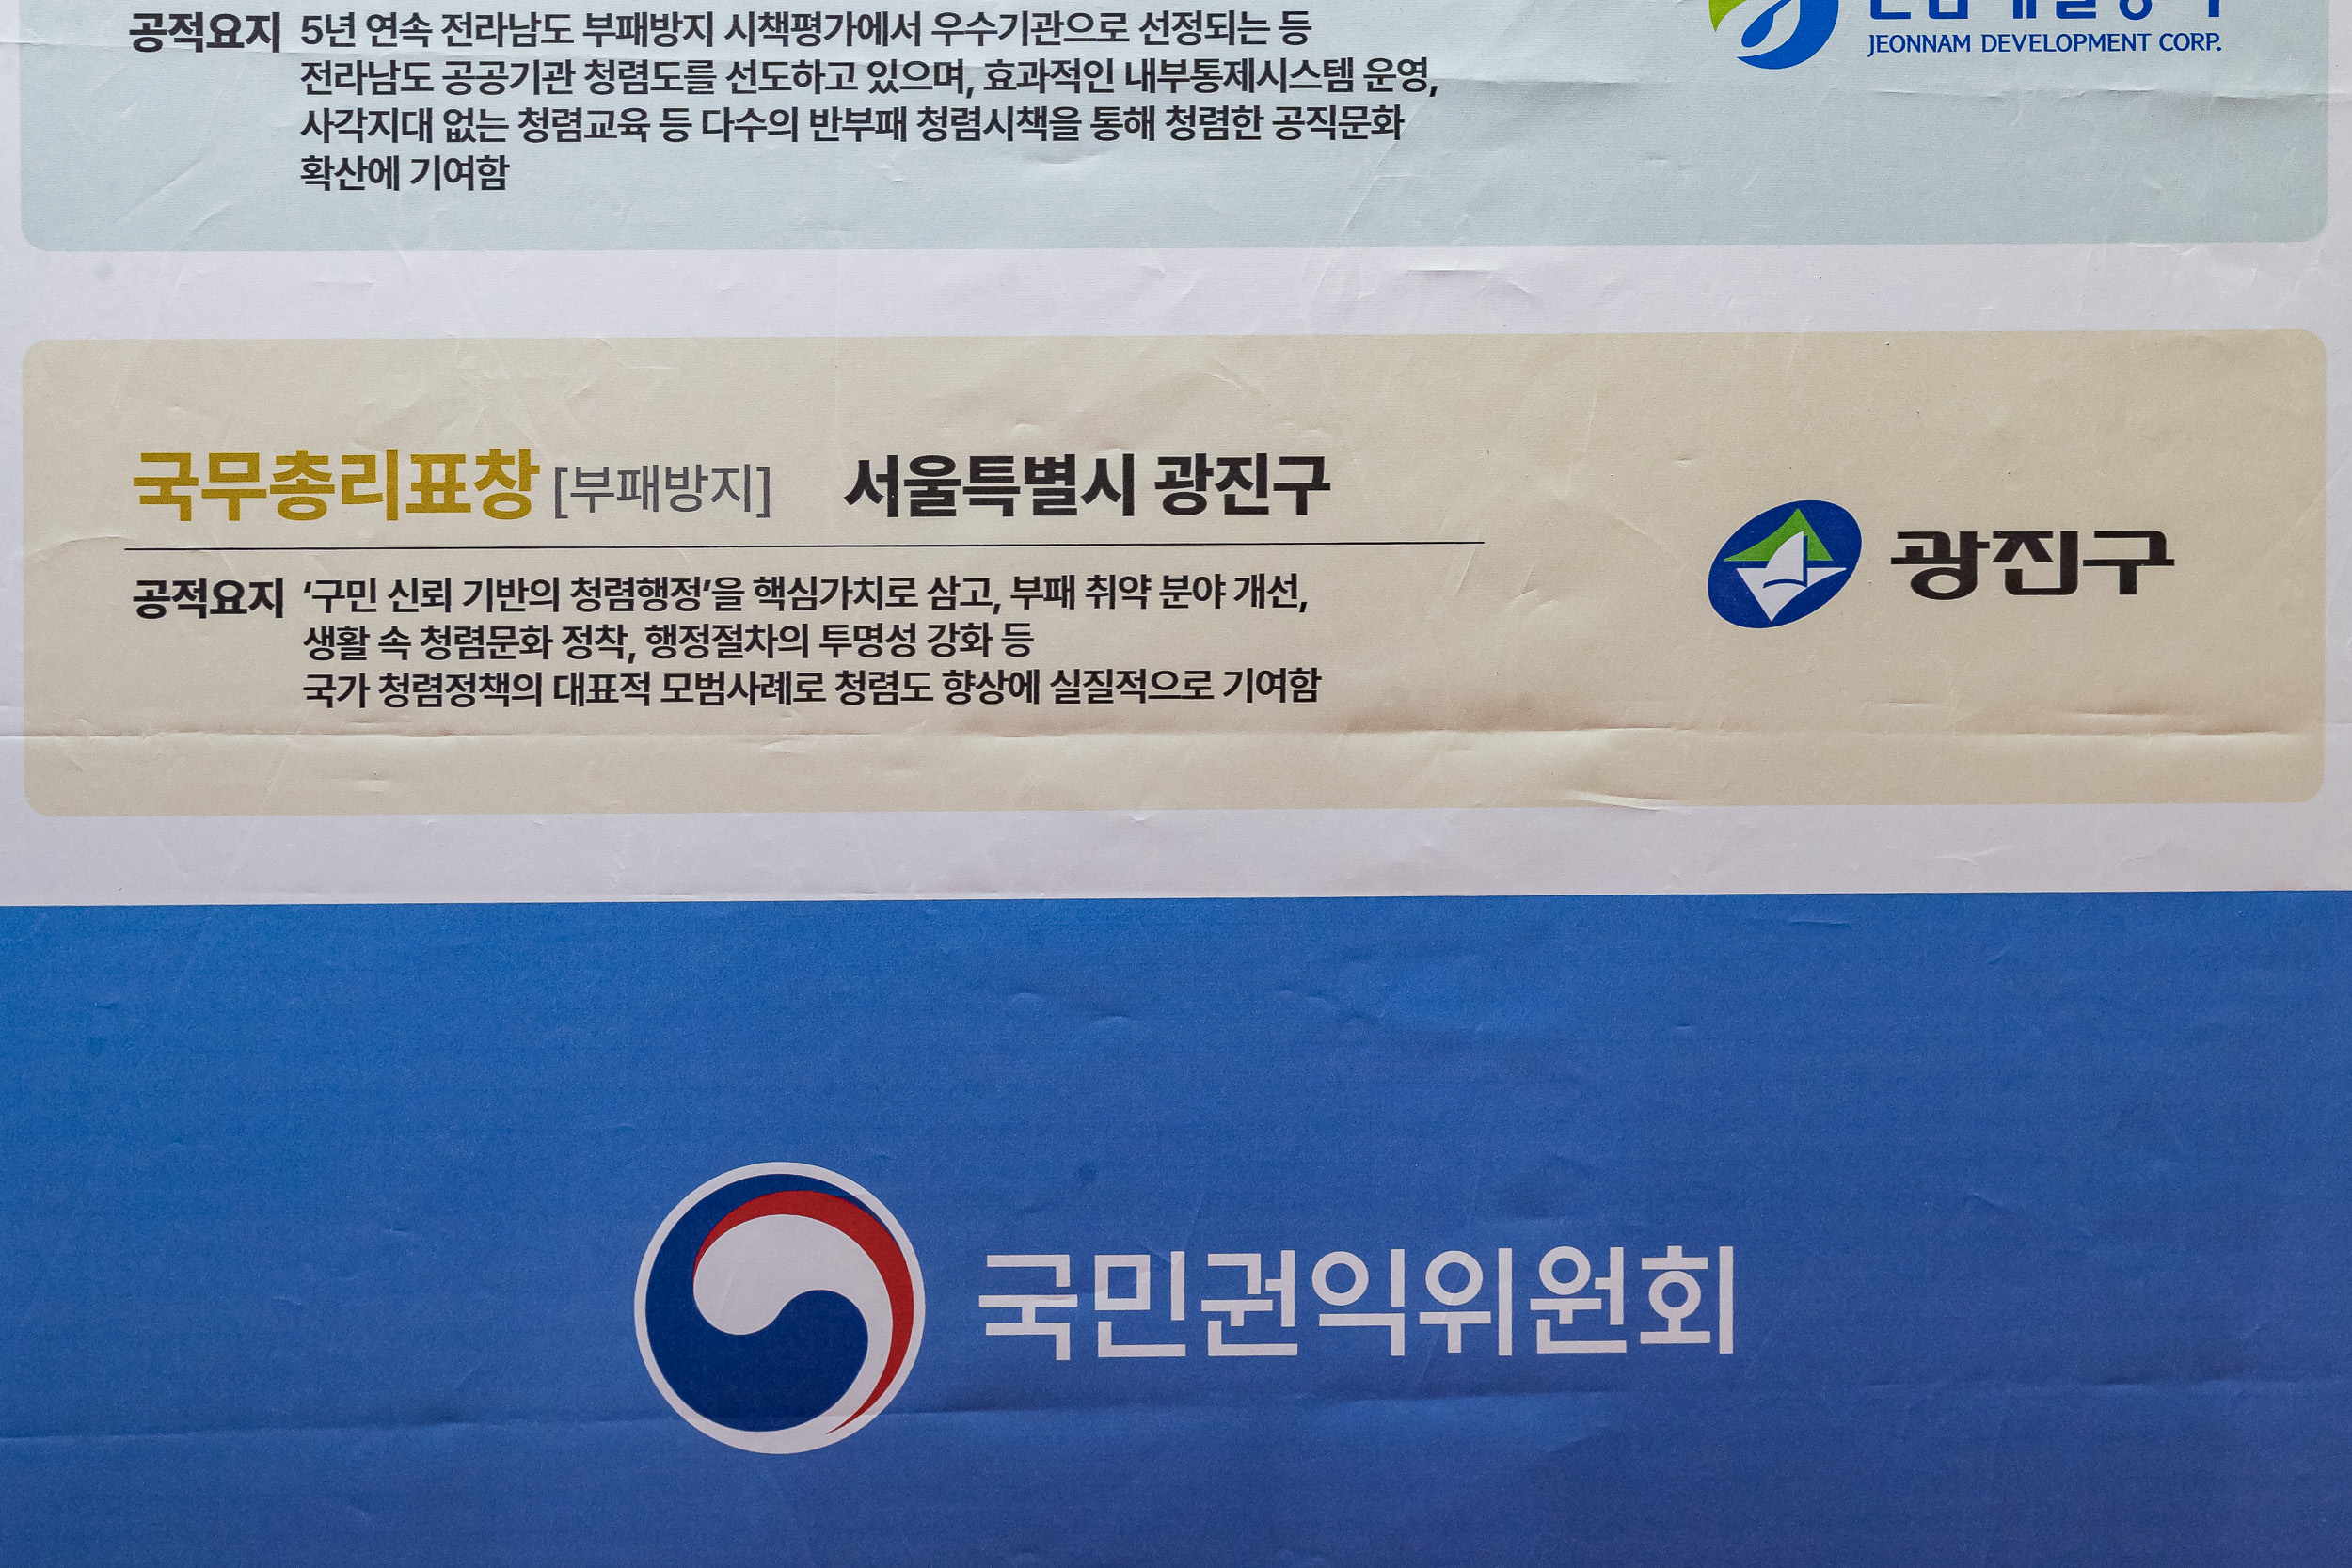 공적요지 5년 연속 전라남도 부패방지 시책평가에서 우수기관으로 선정되는 등
전라남도 공공기관 청렴도를 선도하고 있으며, 효과적인 내부통제시스템 운영,
사각지대 없는 청렴교육 등 다수의 반부패 청렴시책을 통해 청렴한 공직문화
확산에 기여함
JEONNAM DEVELOPMENT CORP.
국무총리표창 [부패방지] 서울특별시 광진구
공적요지 '구민 신뢰 기반의 청렴행정'을 핵심가치로 삼고, 부패 취약 분야 개선,
생활 속 청렴문화 정착, 행정절차의 투명성 강화 등
국가 청렴정책의 대표적 모범사례로 청렴도 향상에 실질적으로 기여함
광진구
국민권익위원회